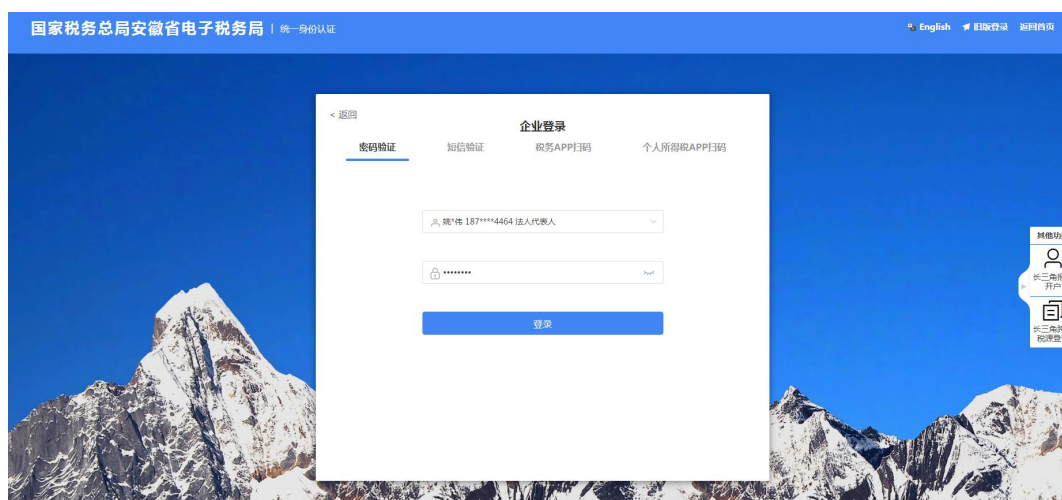 国家税务总局安徽省电子税务局 | 统一身份认证
English 旧版登录 返回首页
< 返回
企业登录
密码验证 短信验证 税务APP扫码 个人所得税APP扫码
姚*伟 187****4464 法人代表人
••••••••
登录
其他功
长三角报
开户
长三角跨
税源登